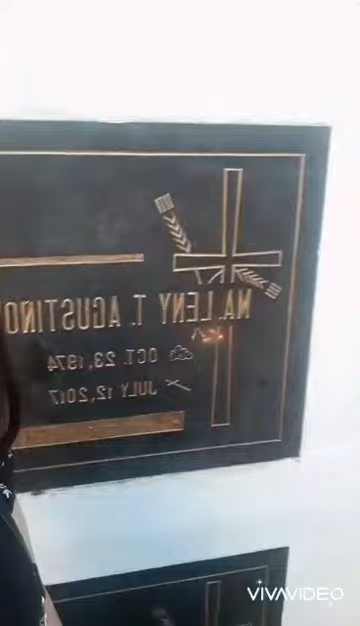 MA. LENY T. AGUSTINO
OCT. 23, 1974
JULY 12, 2017
VIVAVIDEO